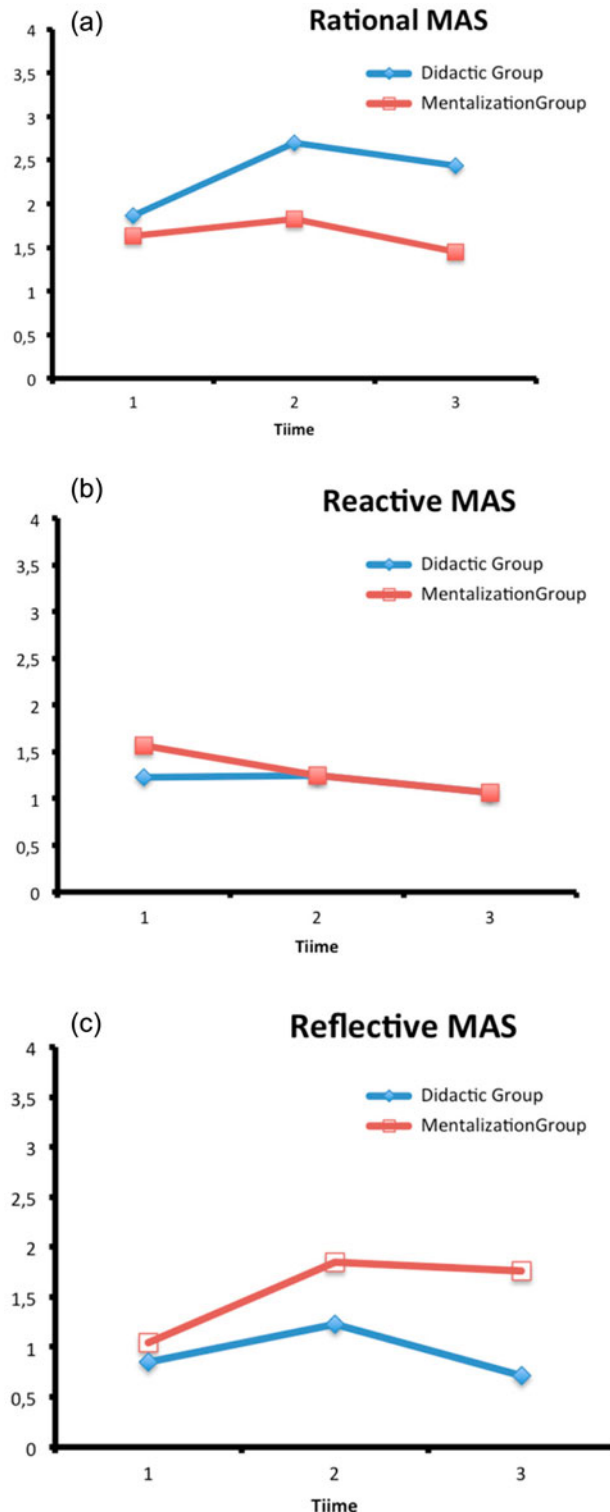 (a)
Rational MAS
Didactic Group
MentalizationGroup
4
3,5
3
2,5
2
1,5
1
0,5
0
1 2 3
Tiime
(b)
Reactive MAS
Didactic Group
MentalizationGroup
4
3,5
3
2,5
2
1,5
1
0,5
0
1 2 3
Tiime
(c)
Reflective MAS
Didactic Group
MentalizationGroup
4
3,5
3
2,5
2
1,5
1
0,5
0
1 2 3
Tiime